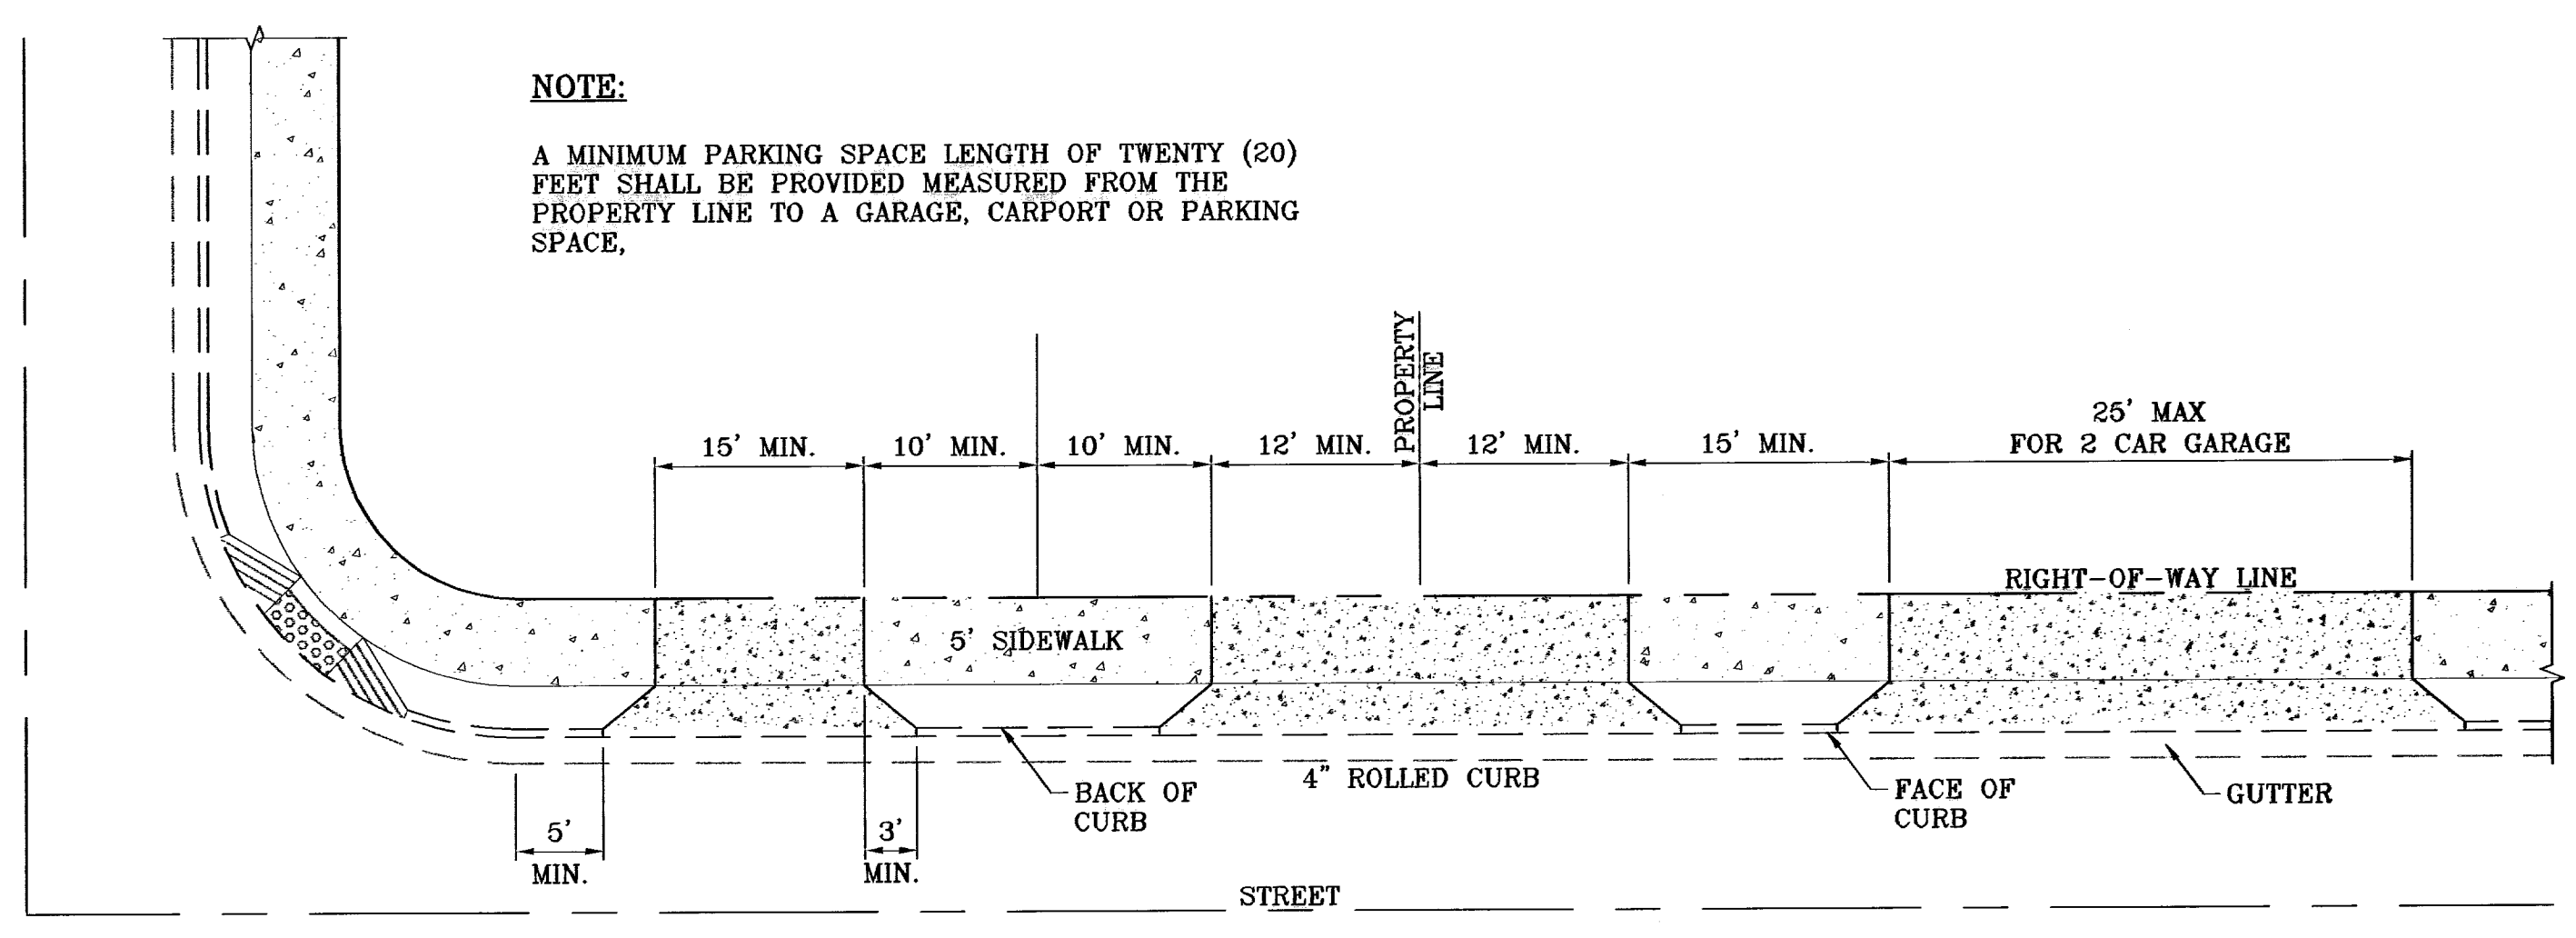 NOTE:
A MINIMUM PARKING SPACE LENGTH OF TWENTY (20)
FEET SHALL BE PROVIDED MEASURED FROM THE
PROPERTY LINE TO A GARAGE, CARPORT OR PARKING
SPACE,
PROPERTY
LINE
25' MAX
FOR 2 CAR GARAGE
15' MIN.
10' MIN.
10' MIN.
12' MIN.
12' MIN.
15' MIN.
RIGHT-OF-WAY LINE
5' SIDEWALK
4" ROLLED CURB
BACK OF
CURB
FACE OF
CURB
GUTTER
5'
MIN.
3'
MIN.
STREET